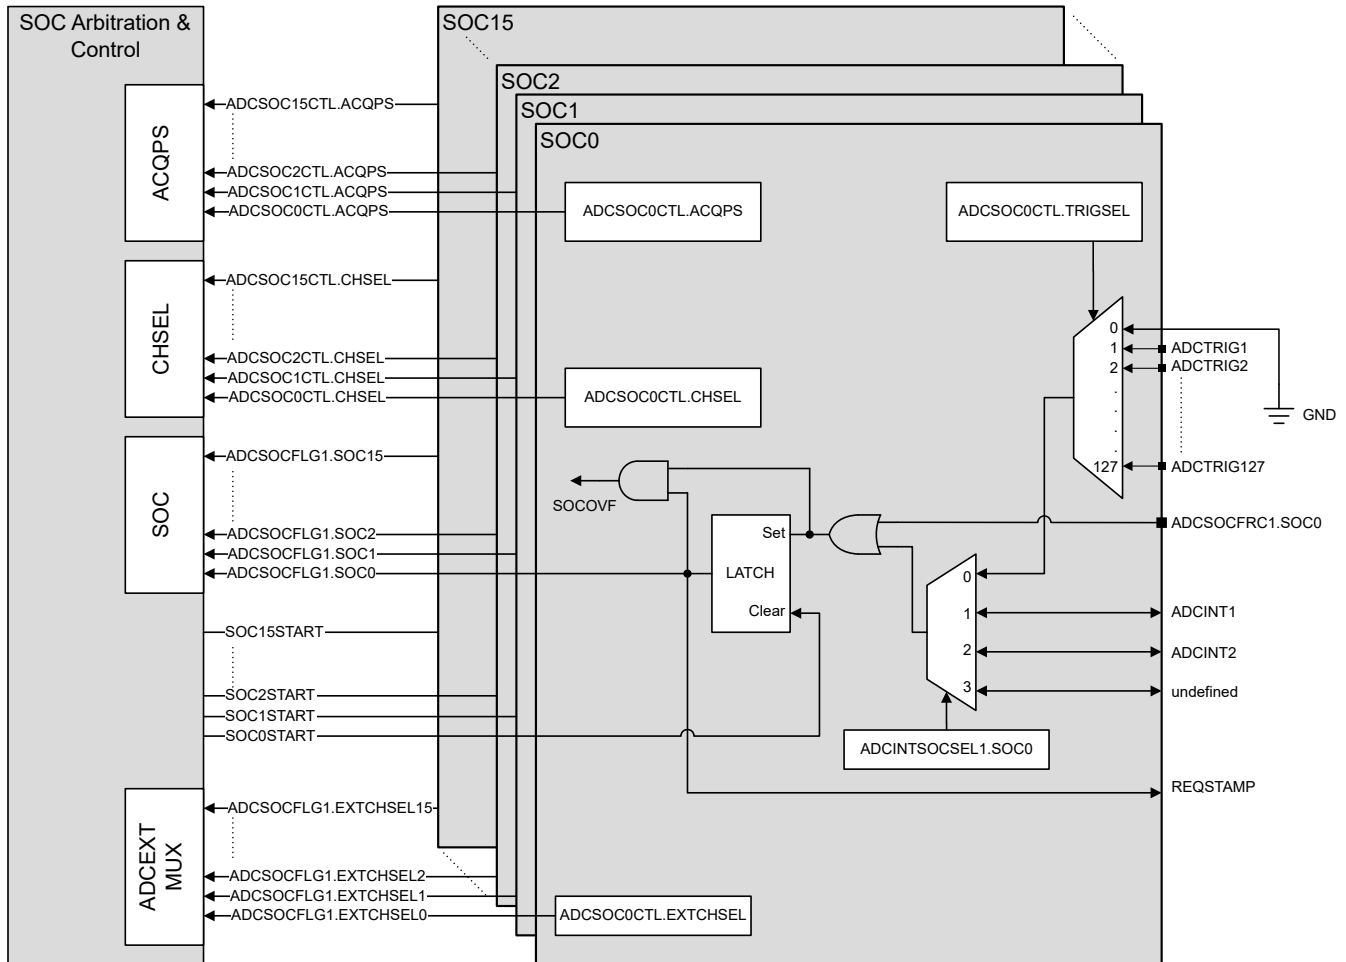 SOC Arbitration &
Control
ACQPS
CHSEL
SOC
ADCEXT
MUX
ADCSOC15CTL.ACQPS
ADCSOC2CTL.ACQPS
ADCSOC1CTL.ACQPS
ADCSOC0CTL.ACQPS
ADCSOC15CTL.CHSEL
ADCSOC2CTL.CHSEL
ADCSOC1CTL.CHSEL
ADCSOC0CTL.CHSEL
ADCSOCFLG1.SOC15
ADCSOCFLG1.SOC2
ADCSOCFLG1.SOC1
ADCSOCFLG1.SOC0
SOC15START
SOC2START
SOC1START
SOC0START
ADCSOCFLG1.EXTCHSEL15
ADCSOCFLG1.EXTCHSEL2
ADCSOCFLG1.EXTCHSEL1
ADCSOCFLG1.EXTCHSEL0
SOC15
SOC2
SOC1
SOC0
ADCSOC0CTL.ACQPS
ADCSOC0CTL.TRIGSEL
ADCSOC0CTL.CHSEL
0
1
2
127
ADCTRIG1
ADCTRIG2
ADCTRIG127
GND
SOCOVF
Set
LATCH
Clear
ADCSOCFRC1.SOC0
0
1
2
3
ADCINT1
ADCINT2
undefined
ADCINTSOCSEL1.SOC0
REQSTAMP
ADCSOC0CTL.EXTCHSEL